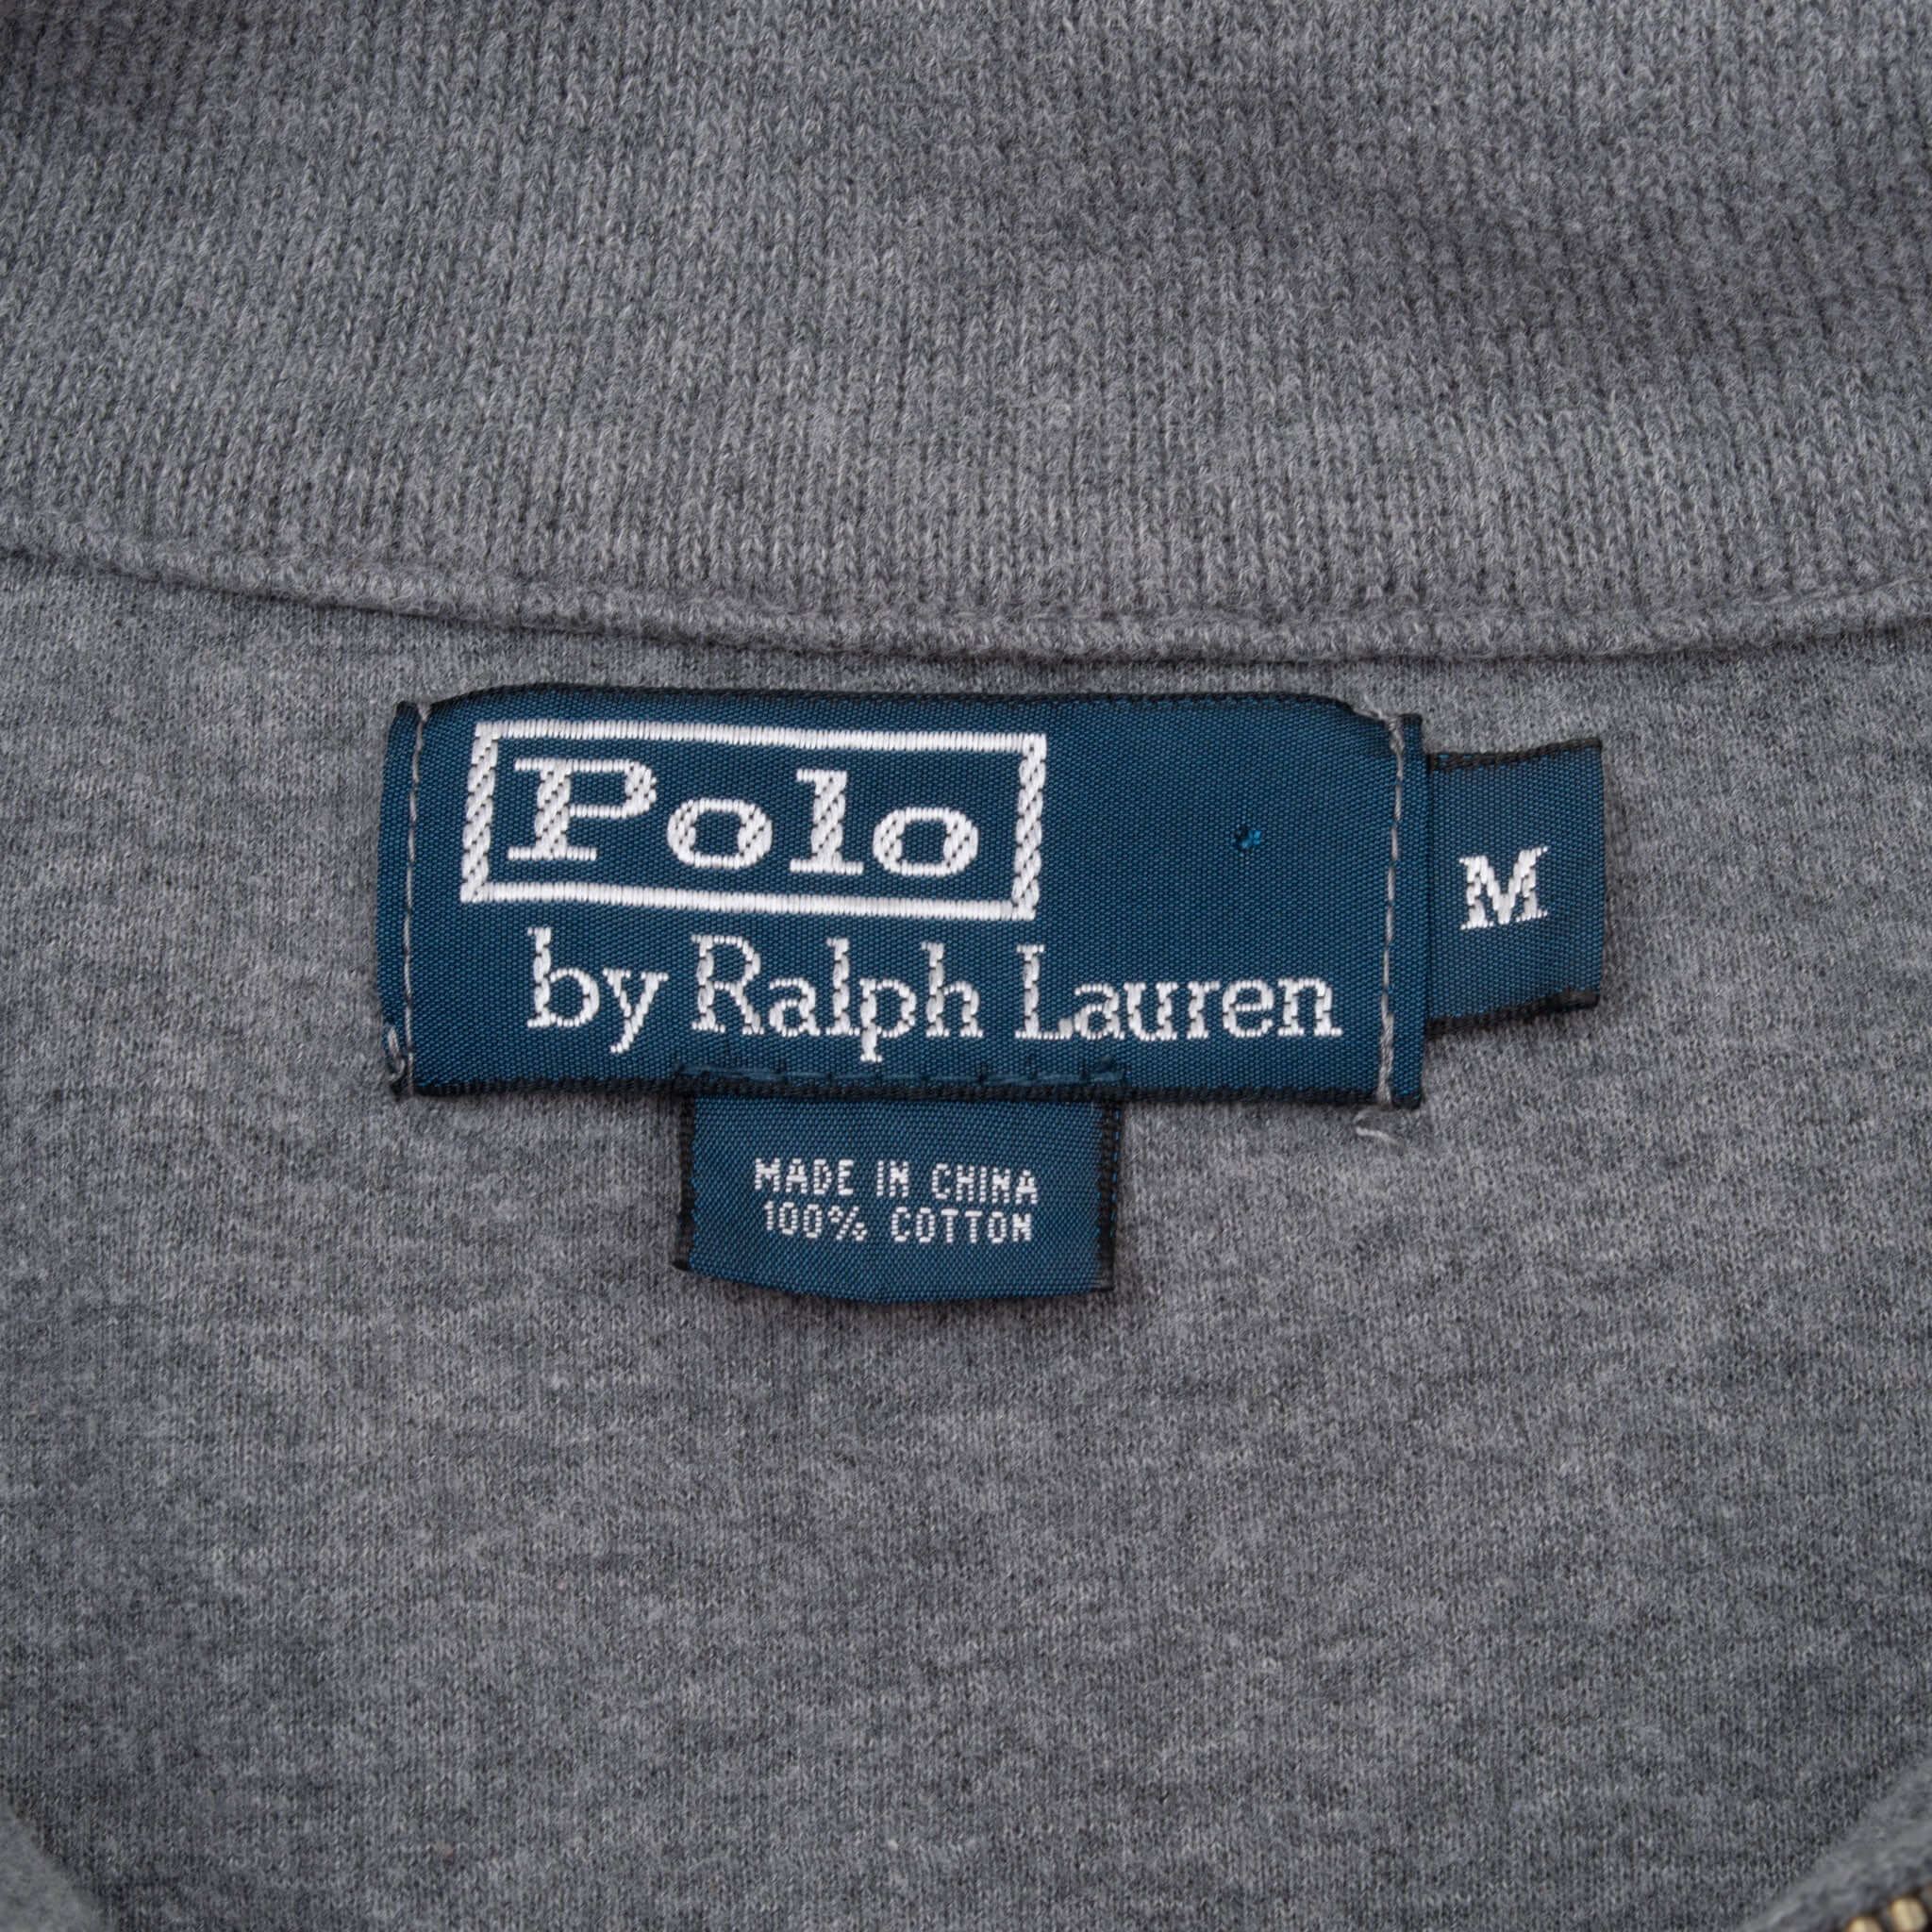 Polo
by Ralph Lauren
M
MADE IN CHINA
100% COTTON